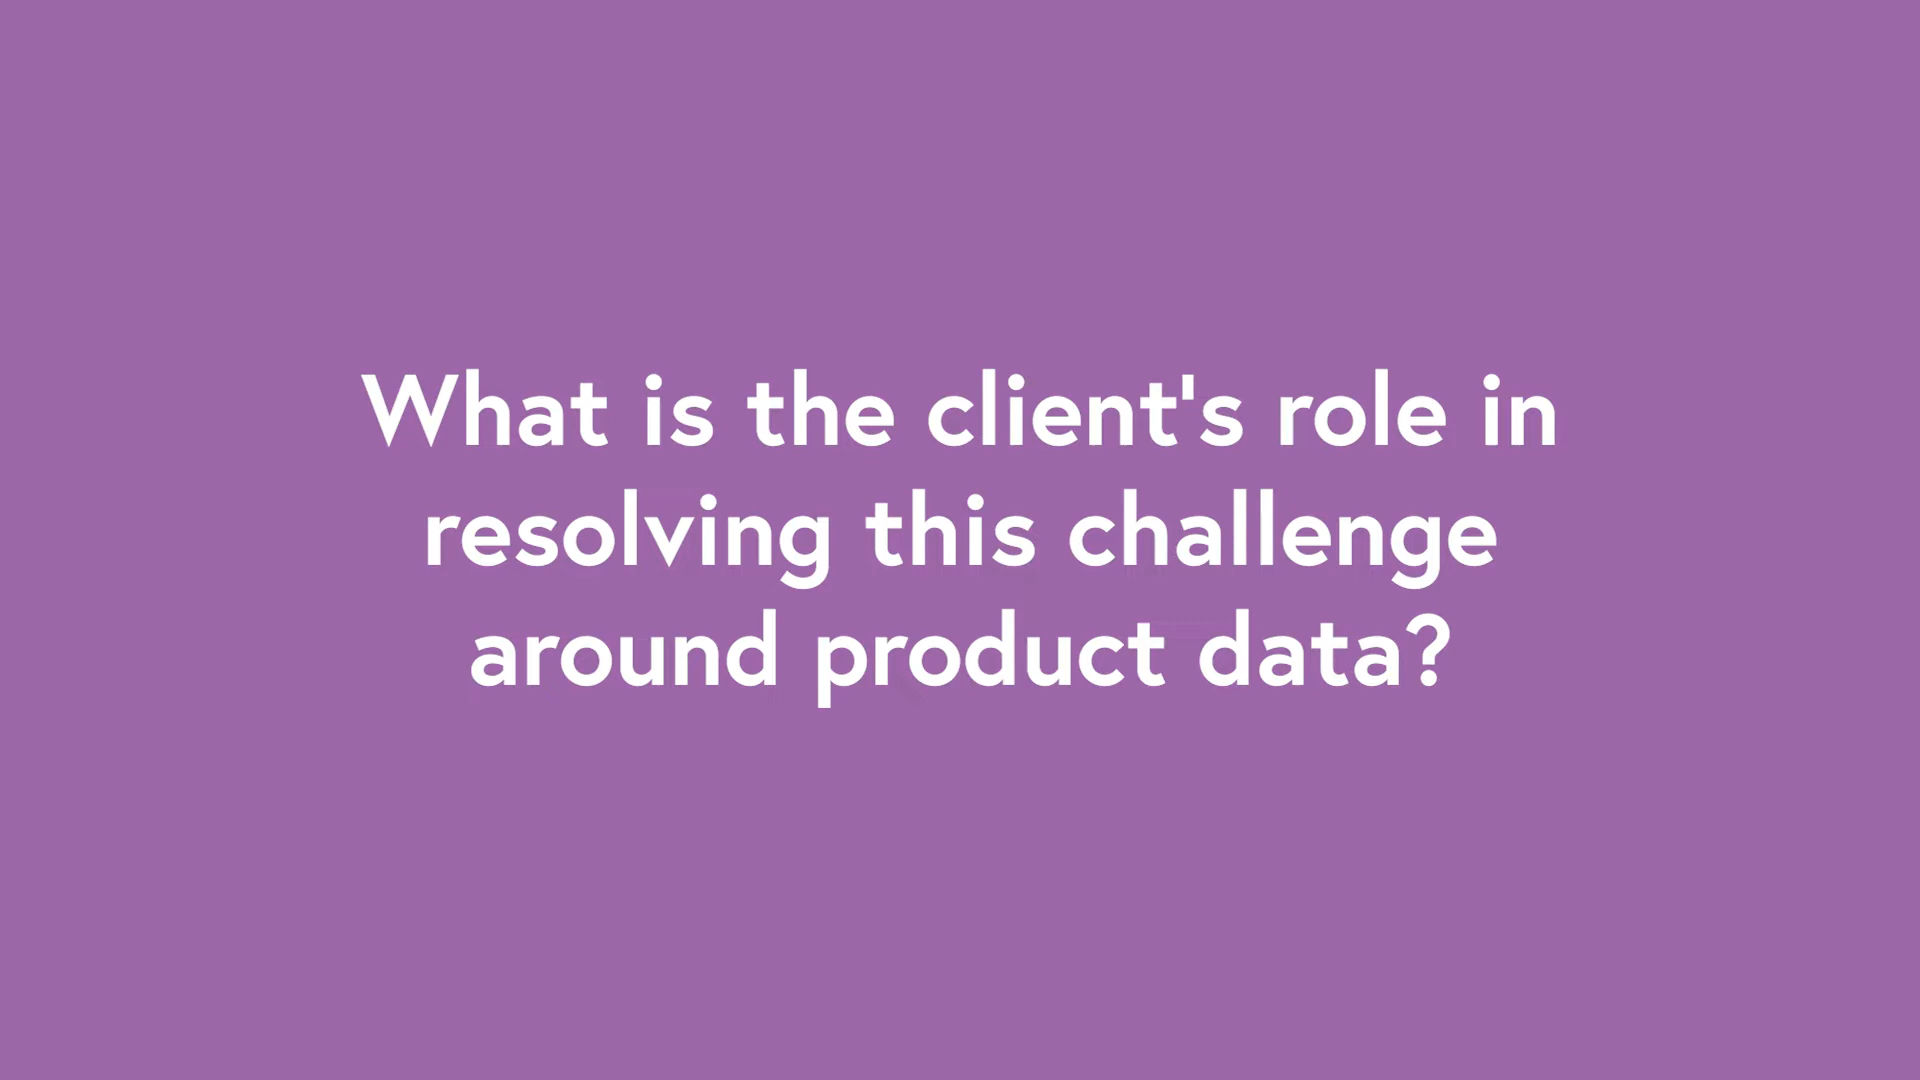 What is the client's role in
resolving this challenge
around product data?